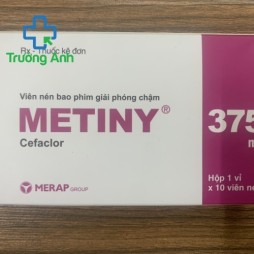 Trường Anh
Rx - Thuốc kê đơn
Viên nén bao phim giải phóng chậm
METINY®
375
Cefaclor
Hộp 1 vỉ
x 10 viên
MERAP GROUP